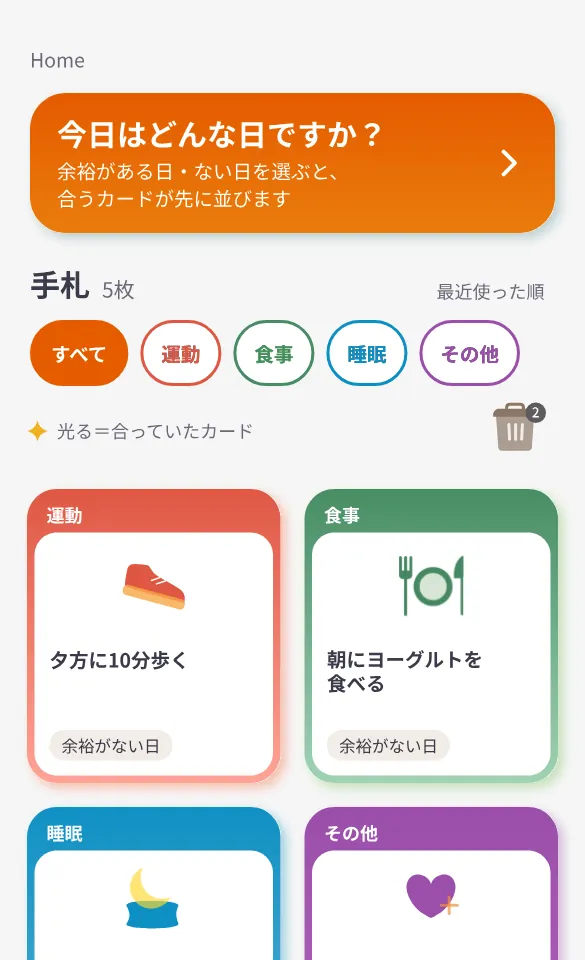 Home
今日はどんな日ですか？
余裕がある日・ない日を選ぶと、
合うカードが先に並びます
手札 5枚
最近使った順
すべて
運動
食事
睡眠
その他
光る＝合っていたカード
2
運動
食事
夕方に10分歩く
朝にヨーグルトを
食べる
余裕がない日
余裕がない日
睡眠
その他